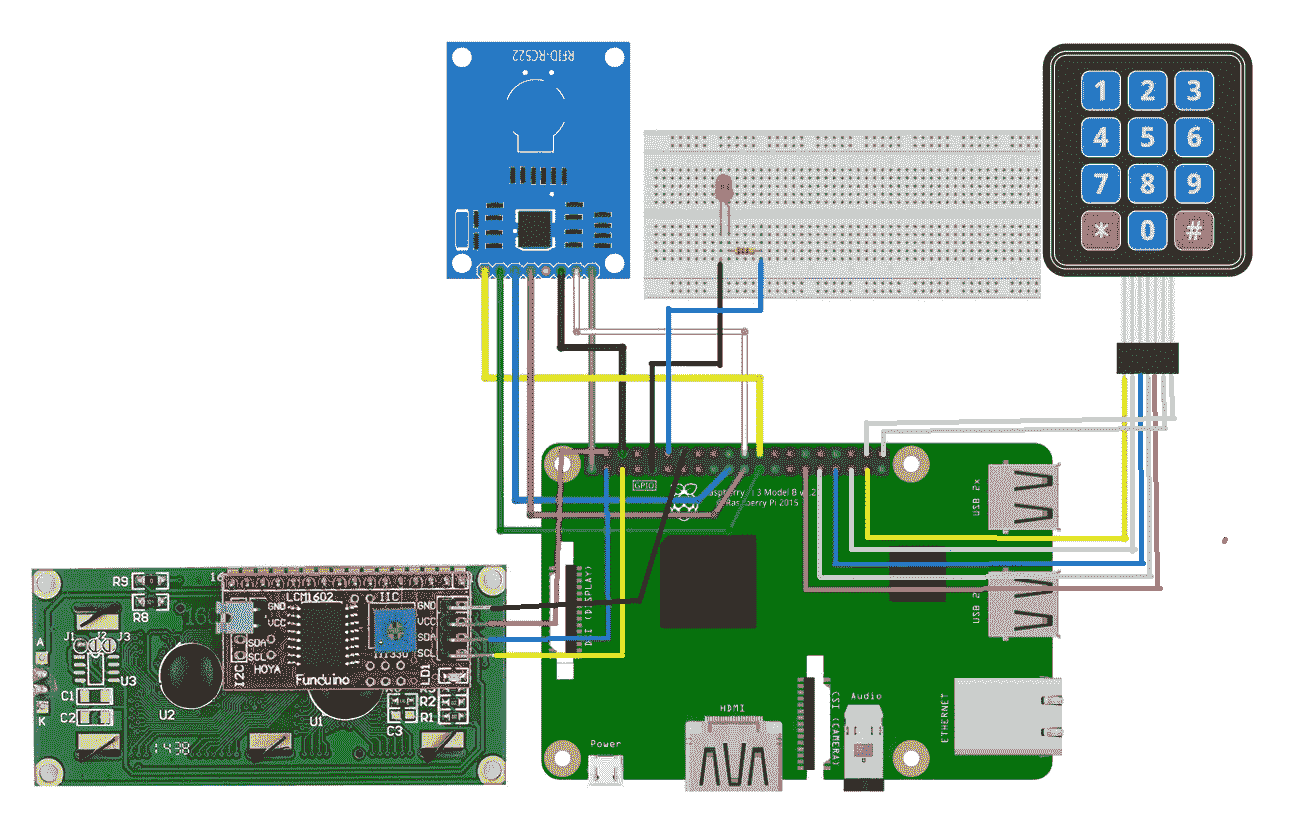 RFID-RC522
1 2 3
4 5 6
7 8 9
* 0 #
GPIO
Raspberry Pi 3 Model B v1.2
© Raspberry Pi 2015
USB 2x
USB 2x
DSI (DISPLAY)
ETHERNET
CSI (CAMERA)
Audio
HDMI
Power
R9
R8
16
LCM1602
IIC
GND
VCC
SDA
SCL
GND
VCC
SDA
SCL
I2C
HOYA
Funduino
LD1
A
J1
J2
J3
U3
C1
C2
K
U2
U1
R2
R1
C3
1438